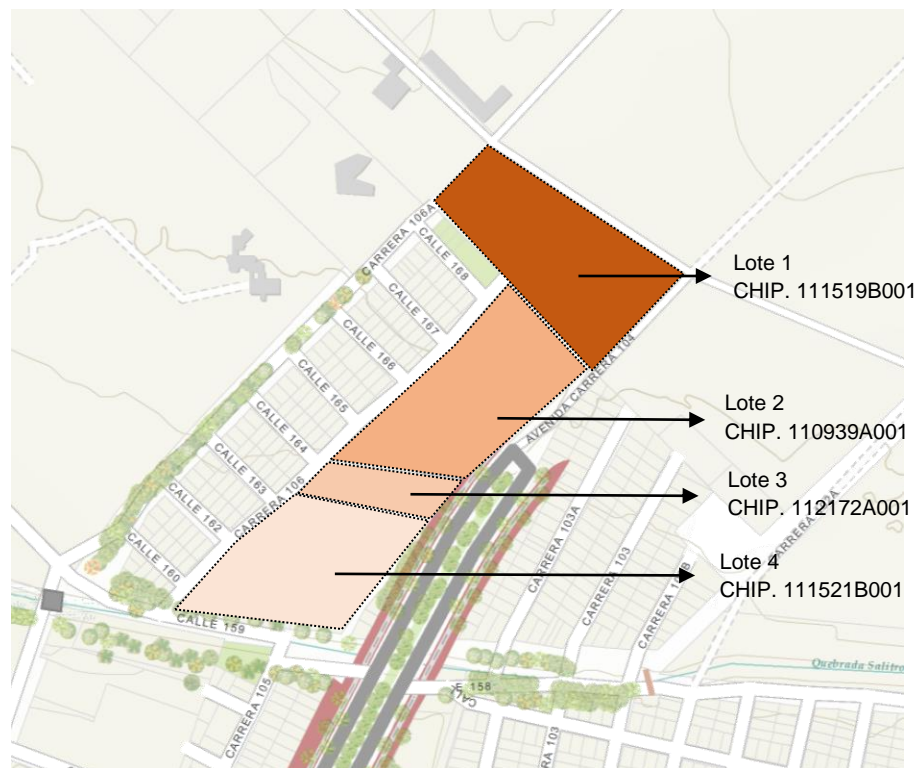 CARRERA 106A
CALLE 168
CALLE 167
CALLE 166
CALLE 165
CALLE 164
CALLE 163
CALLE 162
CALLE 160
CARRERA 106
Lote 1
CHIP. 111519B001
AVENIDA CARRERA 104
Lote 2
CHIP. 110939A001
Lote 3
CHIP. 112172A001
Lote 4
CHIP. 111521B001
CARRERA 103A
CARRERA 103
CALLE 159
Quebrada Salitro
CARRERA 105
E 158
CARRERA 103